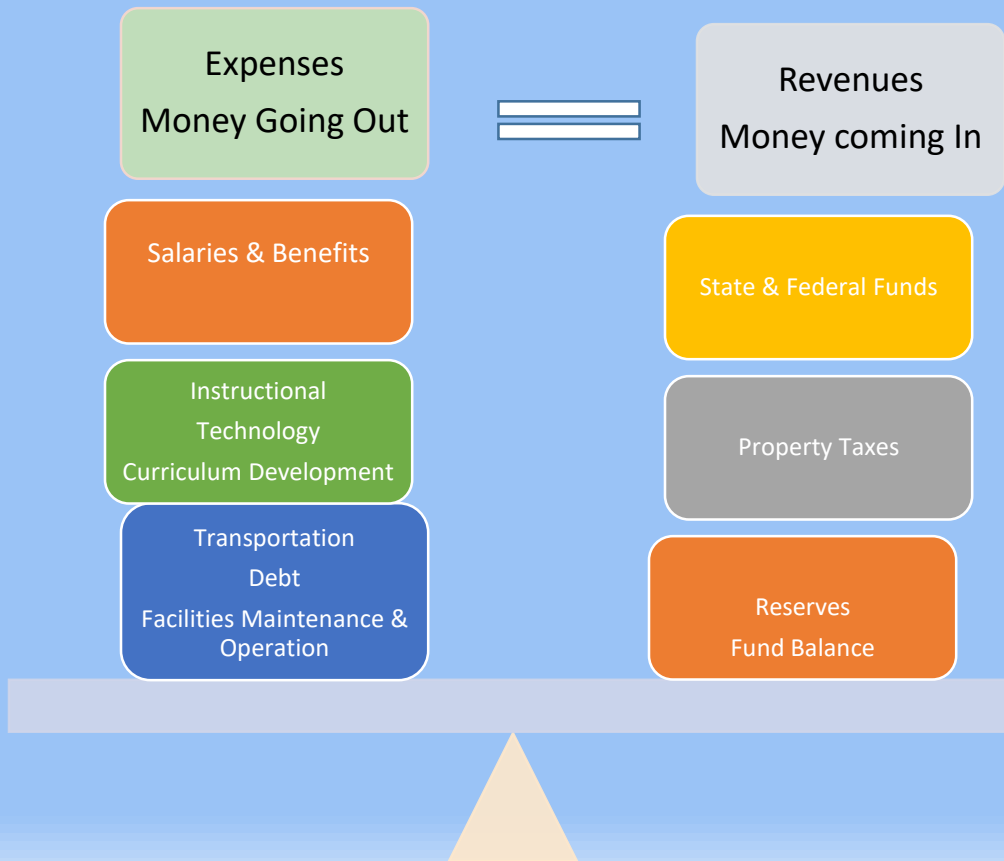 Expenses
Money Going Out
Revenues
Money coming In
Salaries & Benefits
State & Federal Funds
Instructional
Technology
Curriculum Development
Property Taxes
Transportation
Debt
Facilities Maintenance &
Operation
Reserves
Fund Balance